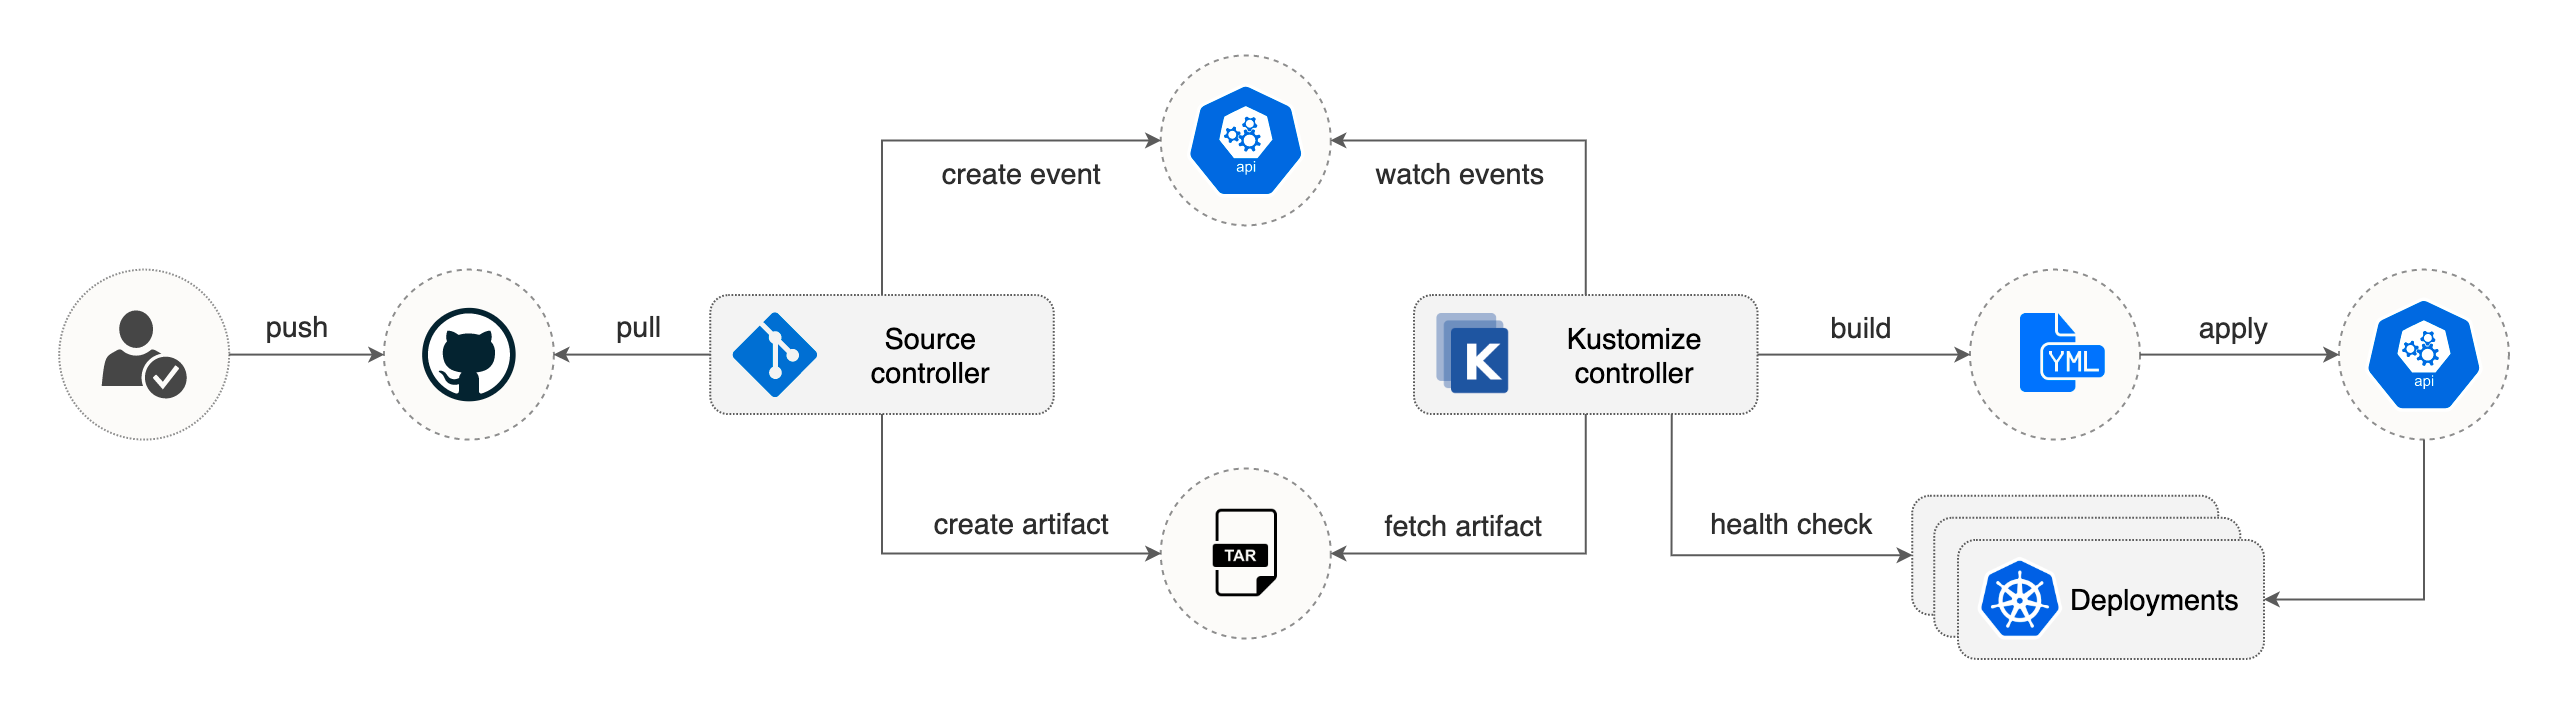 api
create event
watch events
push
pull
Source
controller
Kustomize
controller
K
build
YML
apply
api
create artifact
TAR
fetch artifact
health check
Deployments